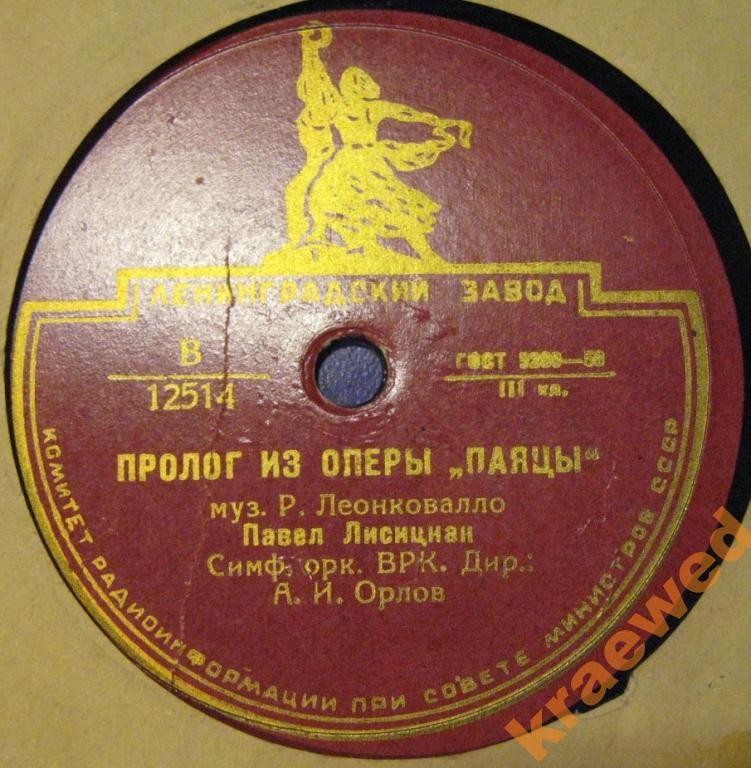 ЛЕНИНГРАДСКИЙ ЗАВОД
В
12514
ГОСТ 5289—50
III кл.
ПРОЛОГ ИЗ ОПЕРЫ „ПАЯЦЫ“
муз. Р. Леонковалло
Павел Лисициан
Симф. орк. ВРК. Дир.:
А. И. Орлов
КОМИТЕТ РАДИОИНФОРМАЦИИ ПРИ СОВЕТЕ МИНИСТРОВ СССР
kraewed